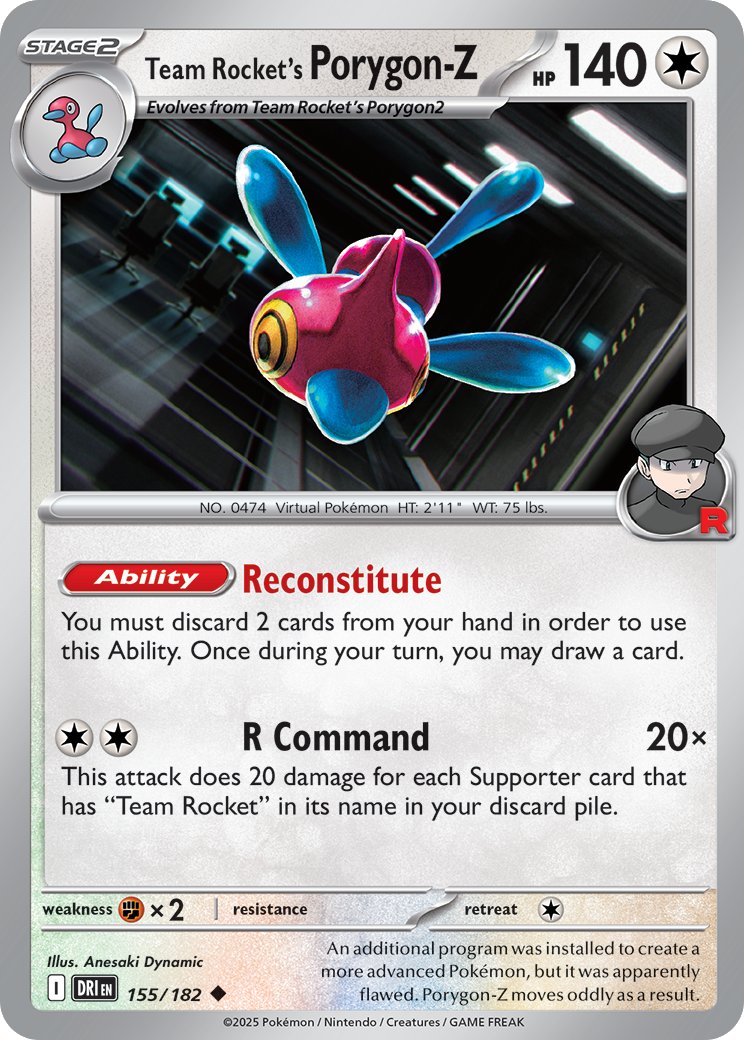 STAGE2
Team Rocket's Porygon-Z HP 140
Evolves from Team Rocket's Porygon2
R
NO. 0474 Virtual Pokémon HT: 2'11" WT: 75 lbs.
Ability Reconstitute
You must discard 2 cards from your hand in order to use
this Ability. Once during your turn, you may draw a card.
R Command 20×
This attack does 20 damage for each Supporter card that
has “Team Rocket” in its name in your discard pile.
weakness ×2 resistance retreat
Illus. Anesaki Dynamic
I DRI EN 155/182
An additional program was installed to create a
more advanced Pokémon, but it was apparently
flawed. Porygon-Z moves oddly as a result.
©2025 Pokémon / Nintendo / Creatures / GAME FREAK